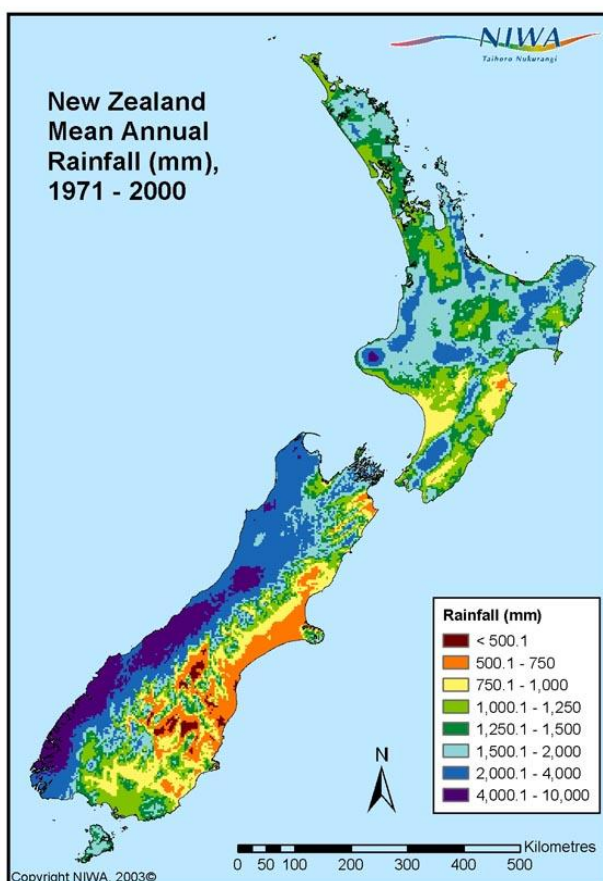 NIWA
Taihoro Nukurangi
New Zealand
Mean Annual
Rainfall (mm),
1971 - 2000
Rainfall (mm)
< 500.1
500.1 - 750
750.1 - 1,000
1,000.1 - 1,250
1,250.1 - 1,500
1,500.1 - 2,000
2,000.1 - 4,000
4,000.1 - 10,000
N
Kilometres
0 50 100 200 300 400 500
Copyright NIWA, 2003©